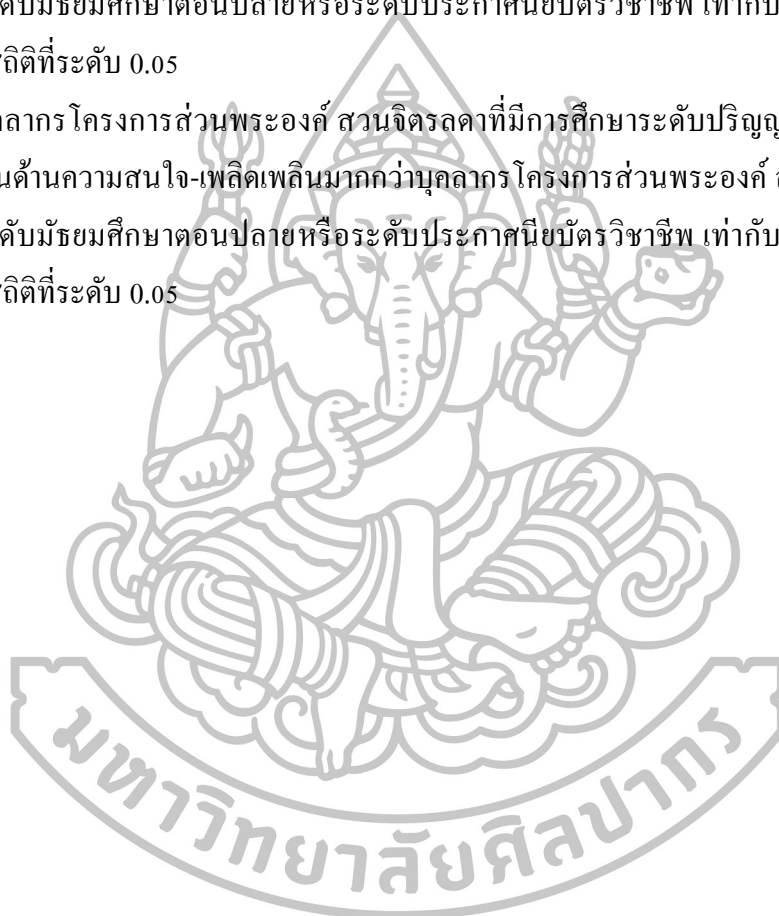 ดับมัธยมศึกษาตอนปลายหรือระดับประกาศนียบัตรวิชาชีพ เท่ากับ
สถิติที่ระดับ 0.05
คลากรโครงการส่วนพระองค์ สวนจิตรลดาที่มีการศึกษาระดับปริญญ
นด้านความสนใจ-เพลิดเพลินมากกว่าบุคลากรโครงการส่วนพระองค์
ดับมัธยมศึกษาตอนปลายหรือระดับประกาศนียบัตรวิชาชีพ เท่ากับ
สถิติที่ระดับ 0.05
มหาวิทยาลัยศิลปากร